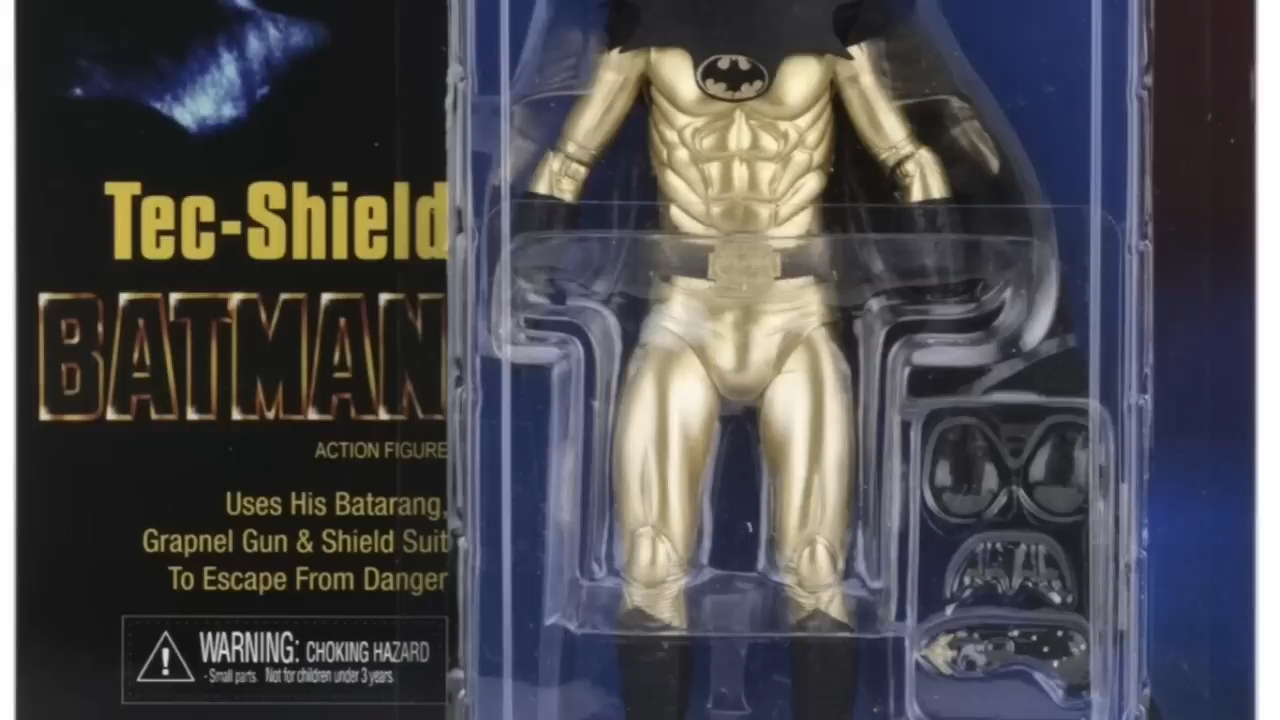 Tec-Shield
BATMAN
ACTION FIGURE
Uses His Batarang,
Grapnel Gun & Shield Suit
To Escape From Danger
WARNING: CHOKING HAZARD
- Small parts. Not for children under 3 years.